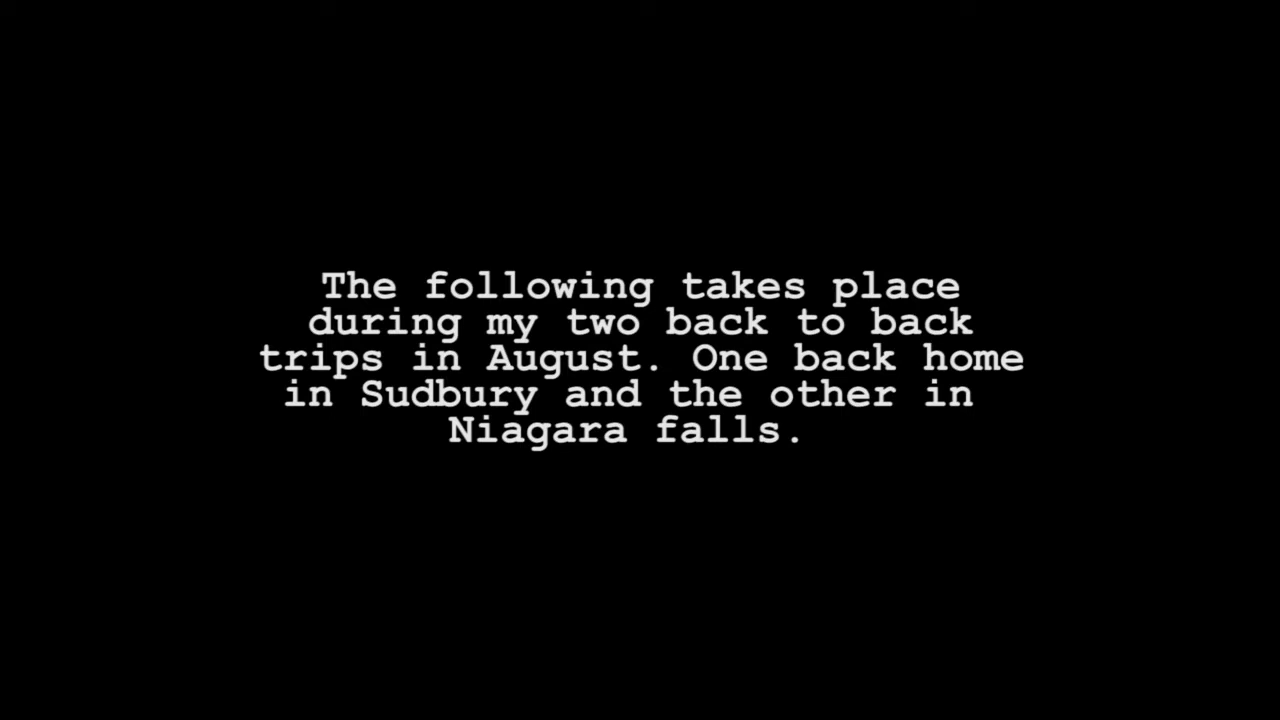 The following takes place
during my two back to back
trips in August. One back home
in Sudbury and the other in
Niagara falls.